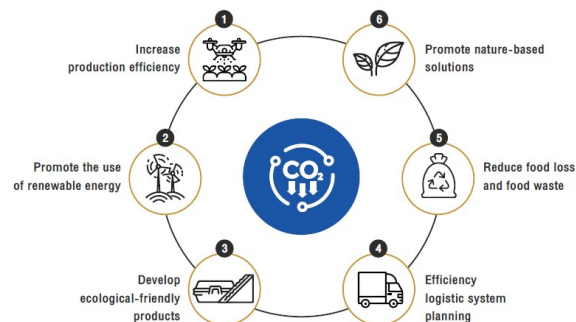 1
Increase
production efficiency
2
Promote the use
of renewable energy
3
Develop
ecological-friendly
products
4
Efficiency
logistic system
planning
5
Reduce food loss
and food waste
6
Promote nature-based
solutions
CO₂